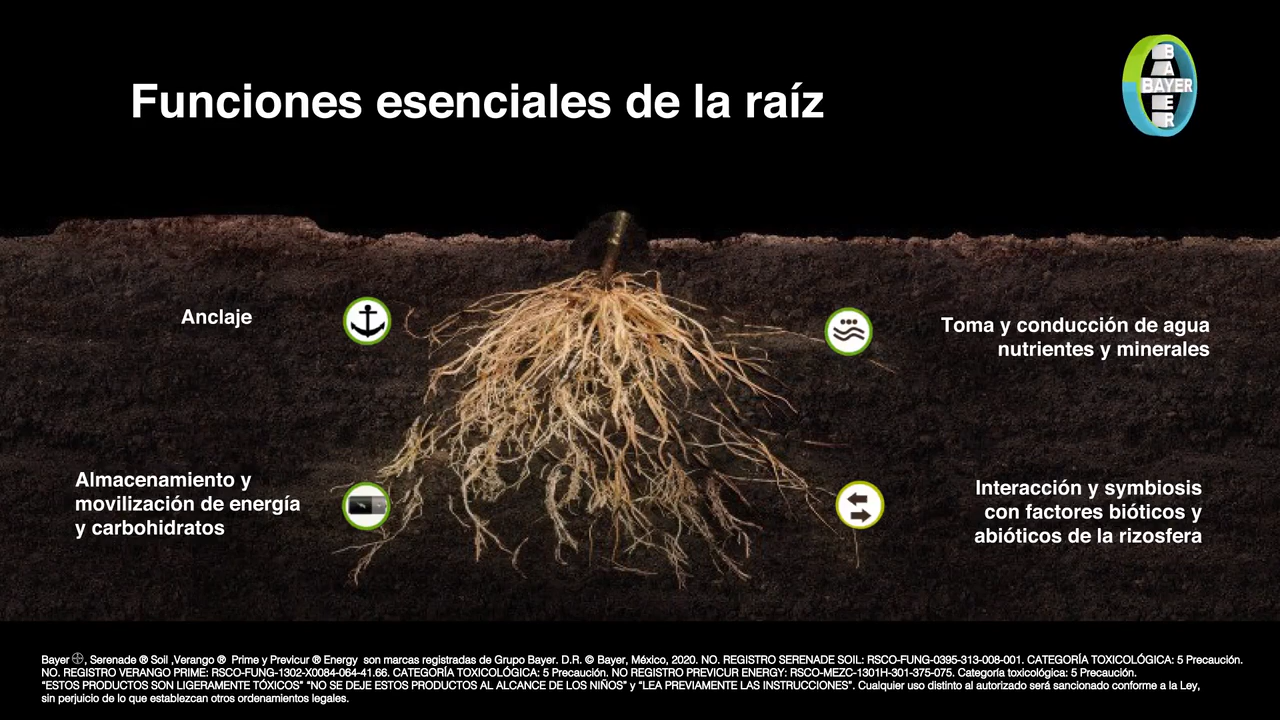 Funciones esenciales de la raíz
BAYER
BAYER
Anclaje
Toma y conducción de agua
nutrientes y minerales
Almacenamiento y
movilización de energía
y carbohidratos
Interacción y symbiosis
con factores bióticos y
abióticos de la rizosfera
Bayer , Serenade ® Soil ,Verango ® Prime y Previcur ® Energy son marcas registradas de Grupo Bayer. D.R. © Bayer, México, 2020. NO. REGISTRO SERENADE SOIL: RSCO-FUNG-0395-313-008-001. CATEGORÍA TOXICOLÓGICA: 5 Precaución.
NO. REGISTRO VERANGO PRIME: RSCO-FUNG-1302-X0084-064-41.66. CATEGORÍA TOXICOLÓGICA: 5 Precaución. NO REGISTRO PREVICUR ENERGY: RSCO-MEZC-1301H-301-375-075. Categoría toxicológica: 5 Precaución.
“ESTOS PRODUCTOS SON LIGERAMENTE TÓXICOS” “NO SE DEJE ESTOS PRODUCTOS AL ALCANCE DE LOS NIÑOS” y “LEA PREVIAMENTE LAS INSTRUCCIONES”. Cualquier uso distinto al autorizado será sancionado conforme a la Ley,
sin perjuicio de lo que establezcan otros ordenamientos legales.